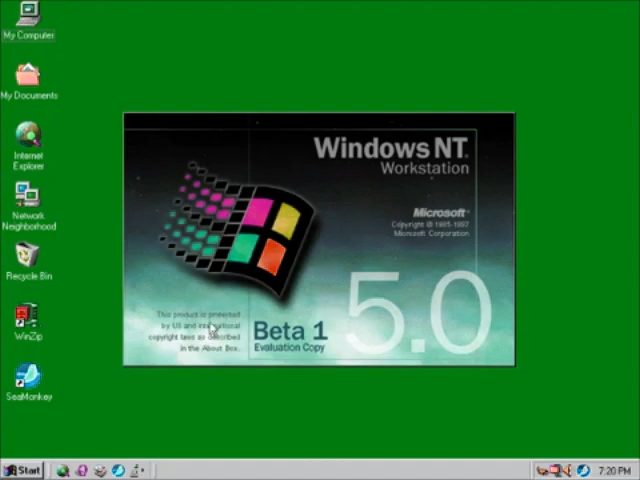 My Computer
My Documents
Internet
Explorer
Network
Neighborhood
Recycle Bin
WinZip
SeaMonkey
Windows NT
Workstation
Microsoft
Copyright © 1985-1997
Microsoft Corporation
5.0
This product is protected
by US and international
copyright laws as described
in the About Box.
Beta 1
Evaluation Copy
Start
7:20 PM